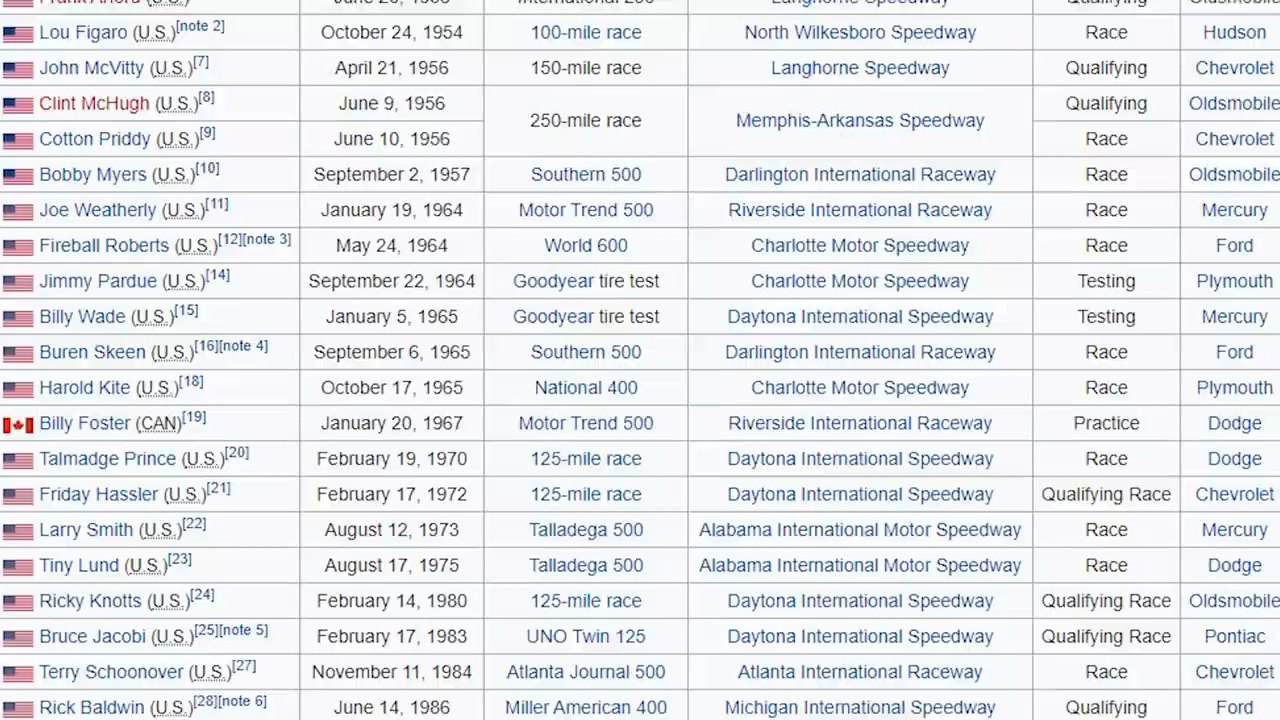 Lou Figaro (U.S.)[note 2] October 24, 1954 100-mile race North Wilkesboro Speedway Race Hudson
John McVitty (U.S.)[7] April 21, 1956 150-mile race Langhorne Speedway Qualifying Chevrolet
Clint McHugh (U.S.)[8] June 9, 1956 250-mile race Memphis-Arkansas Speedway Qualifying Oldsmobile
Cotton Priddy (U.S.)[9] June 10, 1956 Race Chevrolet
Bobby Myers (U.S.)[10] September 2, 1957 Southern 500 Darlington International Raceway Race Oldsmobile
Joe Weatherly (U.S.)[11] January 19, 1964 Motor Trend 500 Riverside International Raceway Race Mercury
Fireball Roberts (U.S.)[12][note 3] May 24, 1964 World 600 Charlotte Motor Speedway Race Ford
Jimmy Pardue (U.S.)[14] September 22, 1964 Goodyear tire test Charlotte Motor Speedway Testing Plymouth
Billy Wade (U.S.)[15] January 5, 1965 Goodyear tire test Daytona International Speedway Testing Mercury
Buren Skeen (U.S.)[16][note 4] September 6, 1965 Southern 500 Darlington International Raceway Race Ford
Harold Kite (U.S.)[18] October 17, 1965 National 400 Charlotte Motor Speedway Race Plymouth
Billy Foster (CAN)[19] January 20, 1967 Motor Trend 500 Riverside International Raceway Practice Dodge
Talmadge Prince (U.S.)[20] February 19, 1970 125-mile race Daytona International Speedway Race Dodge
Friday Hassler (U.S.)[21] February 17, 1972 125-mile race Daytona International Speedway Qualifying Race Chevrolet
Larry Smith (U.S.)[22] August 12, 1973 Talladega 500 Alabama International Motor Speedway Race Mercury
Tiny Lund (U.S.)[23] August 17, 1975 Talladega 500 Alabama International Motor Speedway Race Dodge
Ricky Knotts (U.S.)[24] February 14, 1980 125-mile race Daytona International Speedway Qualifying Race Oldsmobile
Bruce Jacobi (U.S.)[25][note 5] February 17, 1983 UNO Twin 125 Daytona International Speedway Qualifying Race Pontiac
Terry Schoonover (U.S.)[27] November 11, 1984 Atlanta Journal 500 Atlanta International Raceway Race Chevrolet
Rick Baldwin (U.S.)[28][note 6] June 14, 1986 Miller American 400 Michigan International Speedway Qualifying Ford